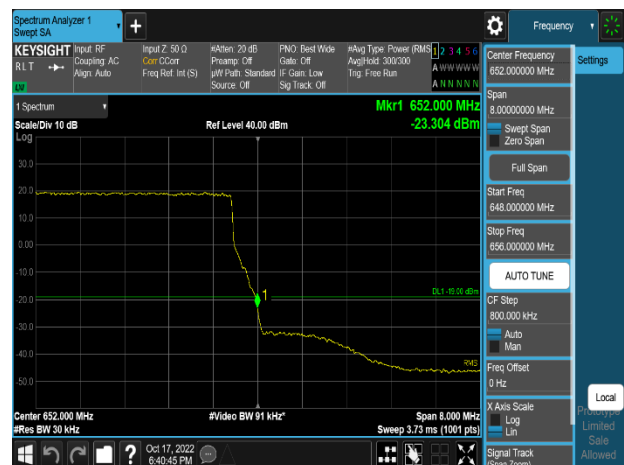 Spectrum Analyzer 1
Swept SA
Frequency
KEYSIGHT
RLT
LW
Input: RF
Coupling: AC
Align: Auto
Input Z: 50 Ω
Corr CCorr
Freq Ref: Int (S)
#Atten: 20 dB
Preamp: Off
µW Path: Standard
Source: Off
PNO: Best Wide
Gate: Off
IF Gain: Low
Sig Track: Off
#Avg Type: Power (RMS)
Avg|Hold: 300/300
Trig: Free Run
1 2 3 4 5 6
A W W W W W
A N N N N N
1 Spectrum
Scale/Div 10 dB
Log
Ref Level 40.00 dBm
Mkr1 652.000 MHz
-23.304 dBm
30.0
20.0
10.0
0.00
-10.0
-20.0
-30.0
-40.0
-50.0
1
DL1 -19.00 dBm
RMS
Center 652.000 MHz
#Res BW 30 kHz
#Video BW 91 kHz*
Span 8.000 MHz
Sweep 3.73 ms (1001 pts)
?
Oct 17, 2022
6:40:45 PM
Center Frequency
652.000000 MHz
Span
8.00000000 MHz
Swept Span
Zero Span
Full Span
Start Freq
648.000000 MHz
Stop Freq
656.000000 MHz
AUTO TUNE
CF Step
800.000 kHz
Auto
Man
Freq Offset
0 Hz
X Axis Scale
Log
Lin
Signal Track
(Span Zoom)
Settings
Local
Prototype
Limited
Sale
Allowed